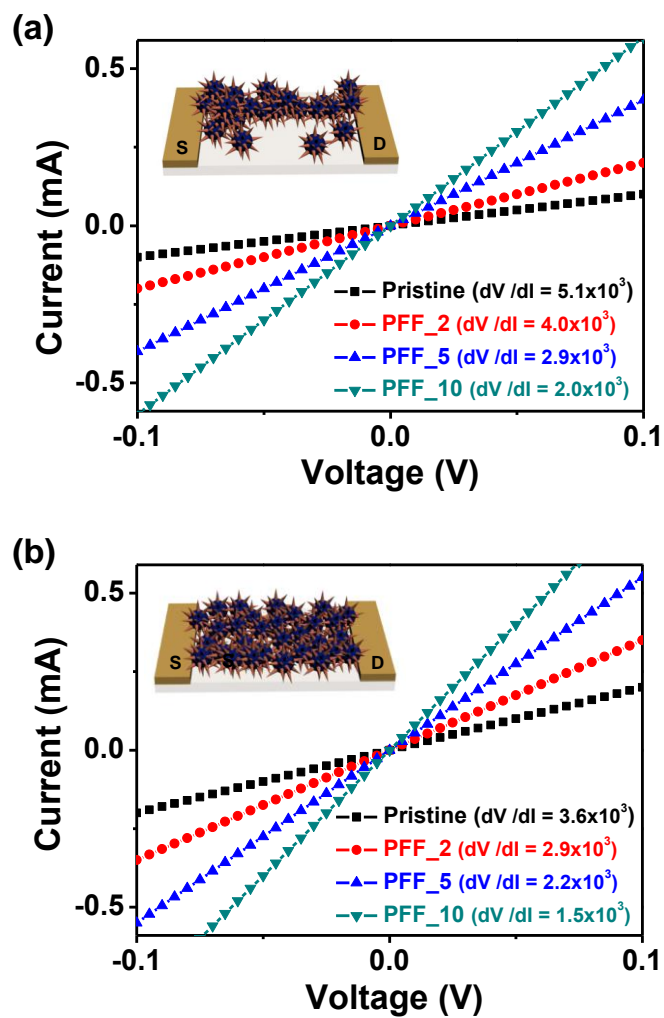 (a)
0.5
0.0
-0.5
Current (mA)
S
D
Pristine (dV /dI = 5.1x10³)
PFF_2 (dV /dI = 4.0x10³)
PFF_5 (dV /dI = 2.9x10³)
PFF_10 (dV /dI = 2.0x10³)
-0.1
0.0
0.1
Voltage (V)
(b)
0.5
0.0
-0.5
Current (mA)
S
S
D
Pristine (dV /dI = 3.6x10³)
PFF_2 (dV /dI = 2.9x10³)
PFF_5 (dV /dI = 2.2x10³)
PFF_10 (dV /dI = 1.5x10³)
-0.1
0.0
0.1
Voltage (V)